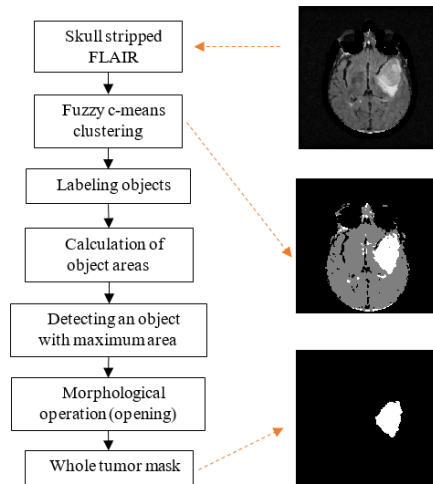 Skull stripped
FLAIR
Fuzzy c-means
clustering
Labeling objects
Calculation of
object areas
Detecting an object
with maximum area
Morphological
operation (opening)
Whole tumor mask